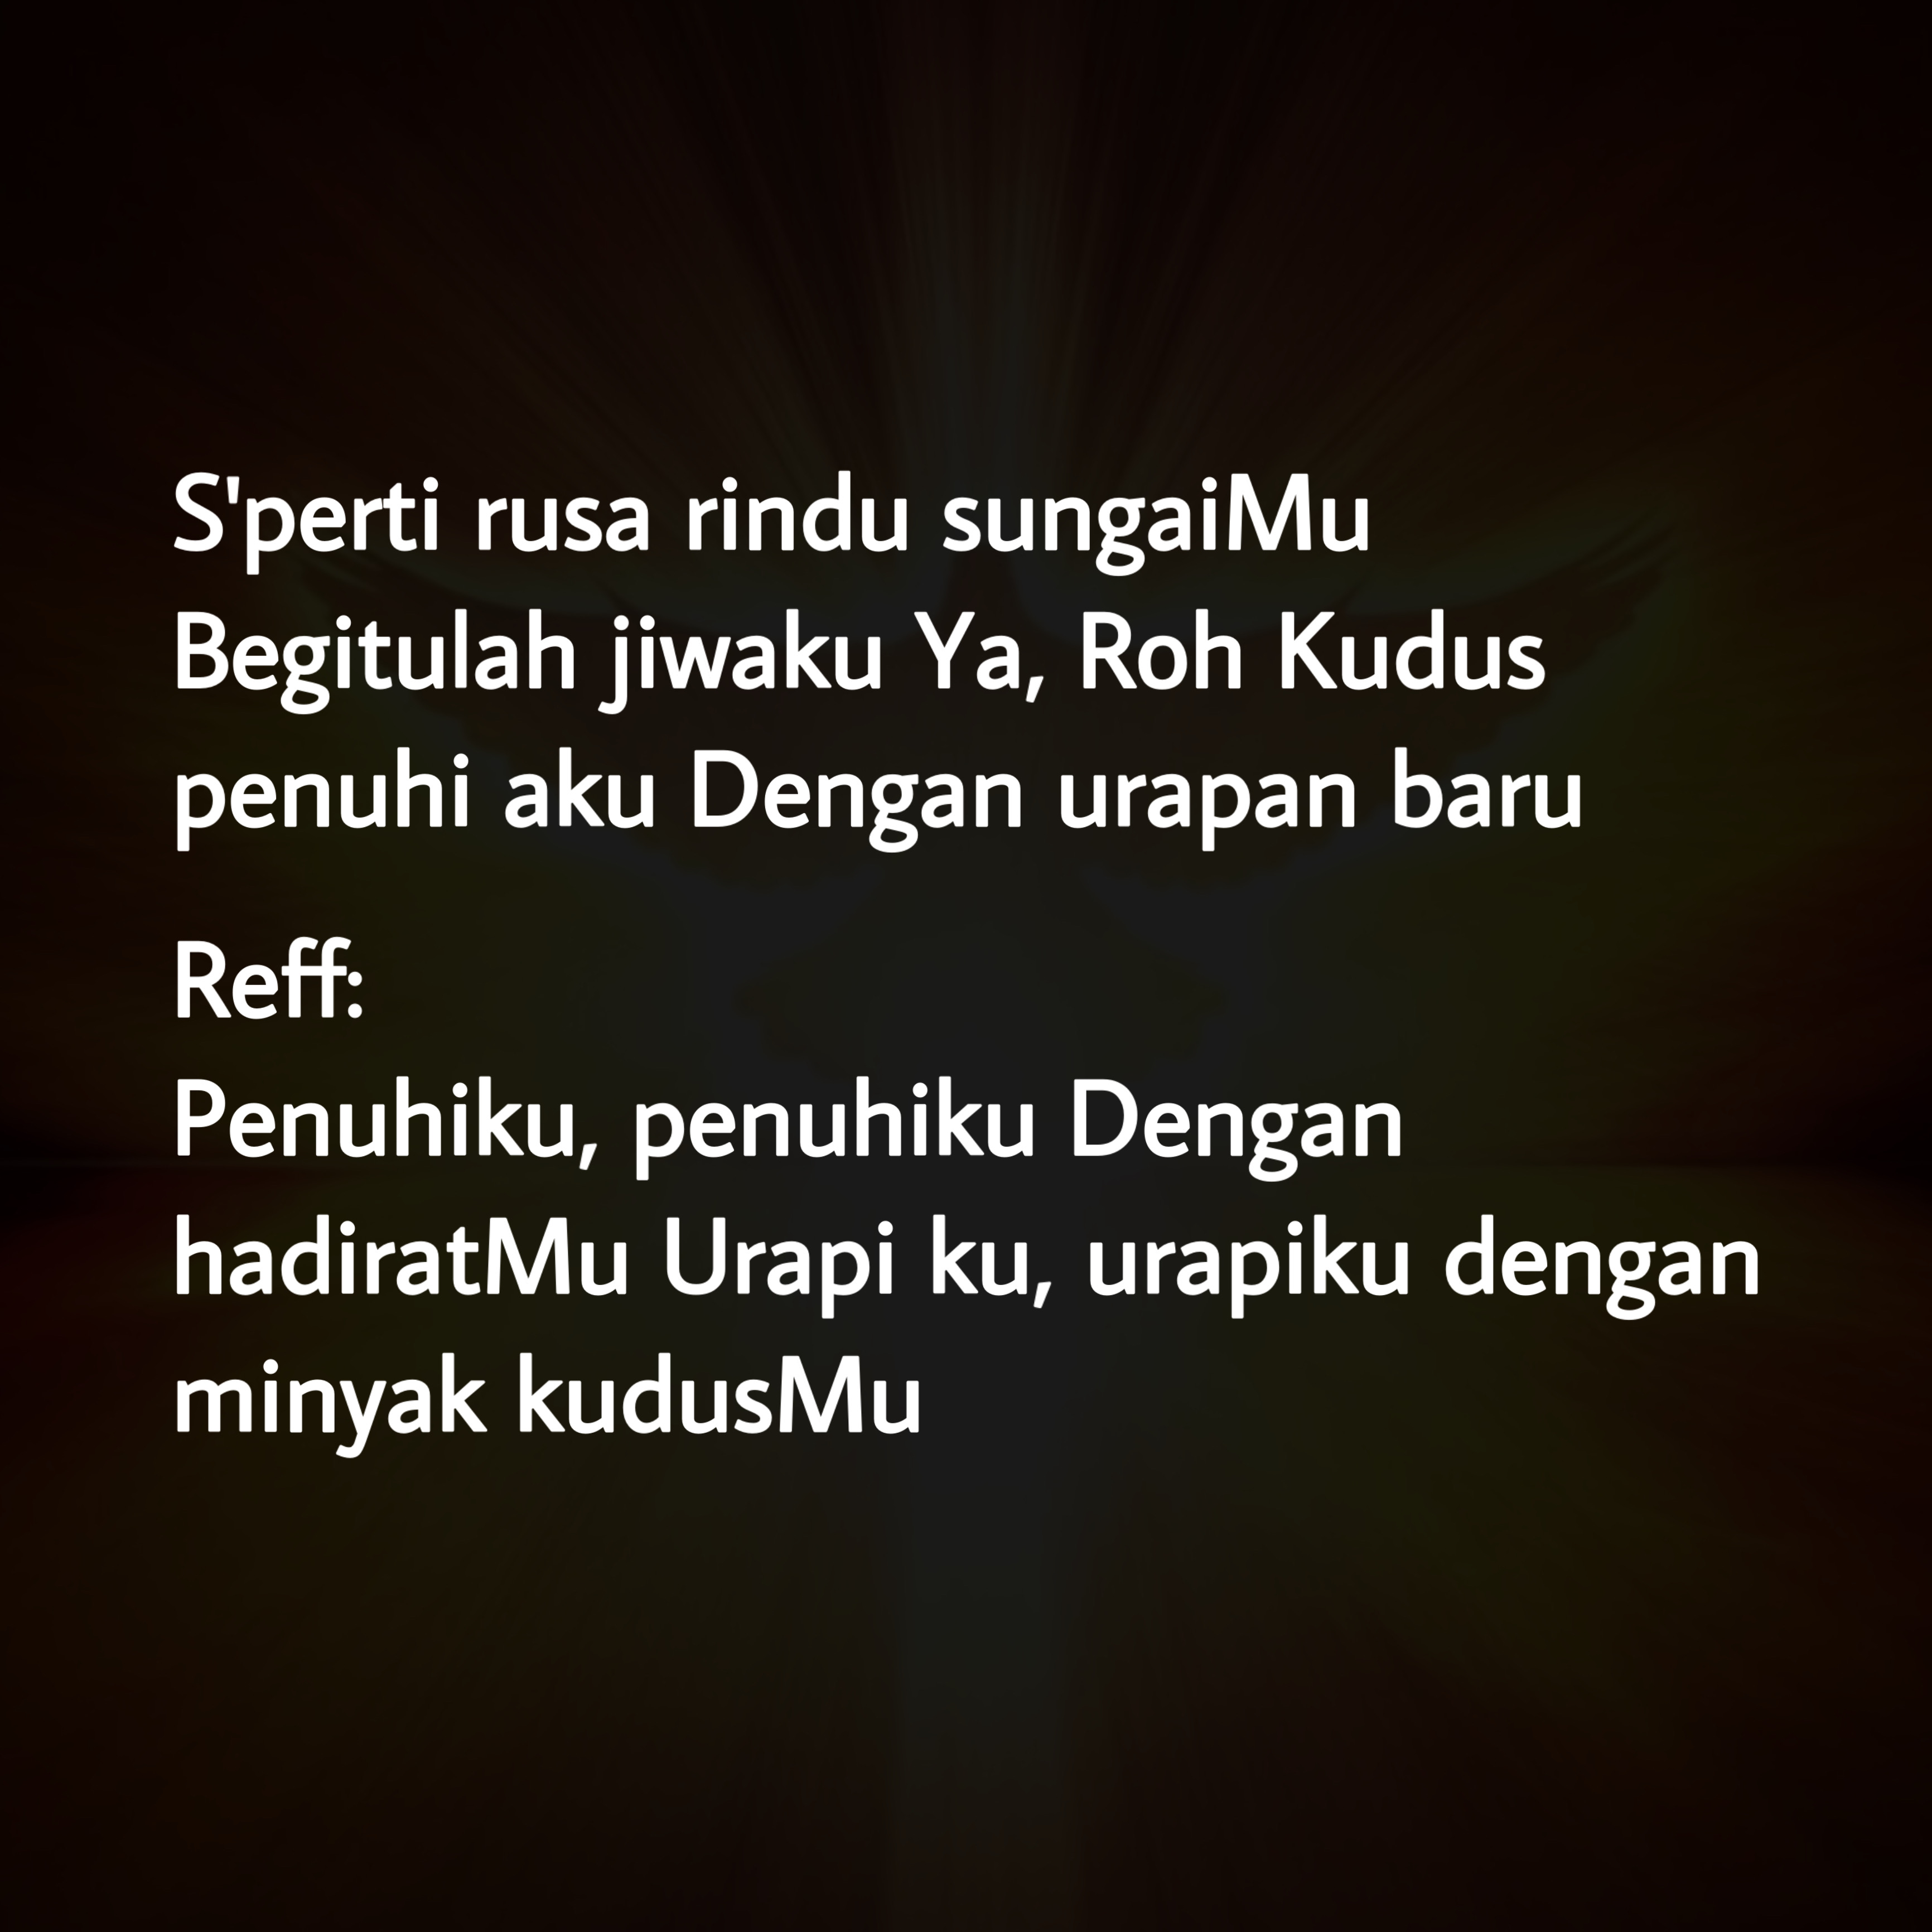 S'perti rusa rindu sungaiMu
Begitulah jiwaku Ya, Roh Kudus
penuhi aku Dengan urapan baru
Reff:
Penuhiku, penuhiku Dengan
hadiratMu Urapi ku, urapiku dengan
minyak kudusMu